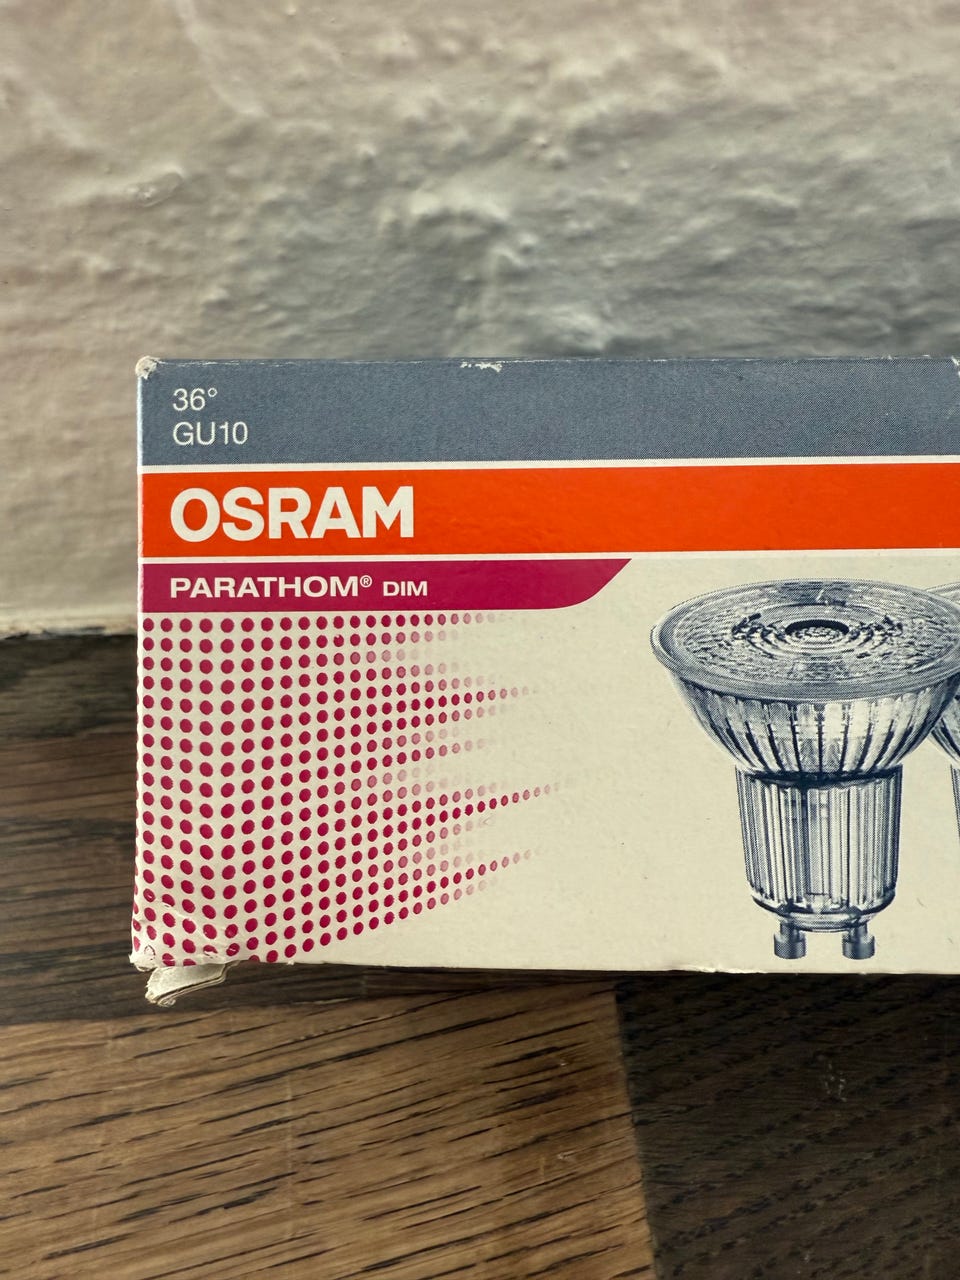 36°
GU10
OSRAM
PARATHOM® DIM